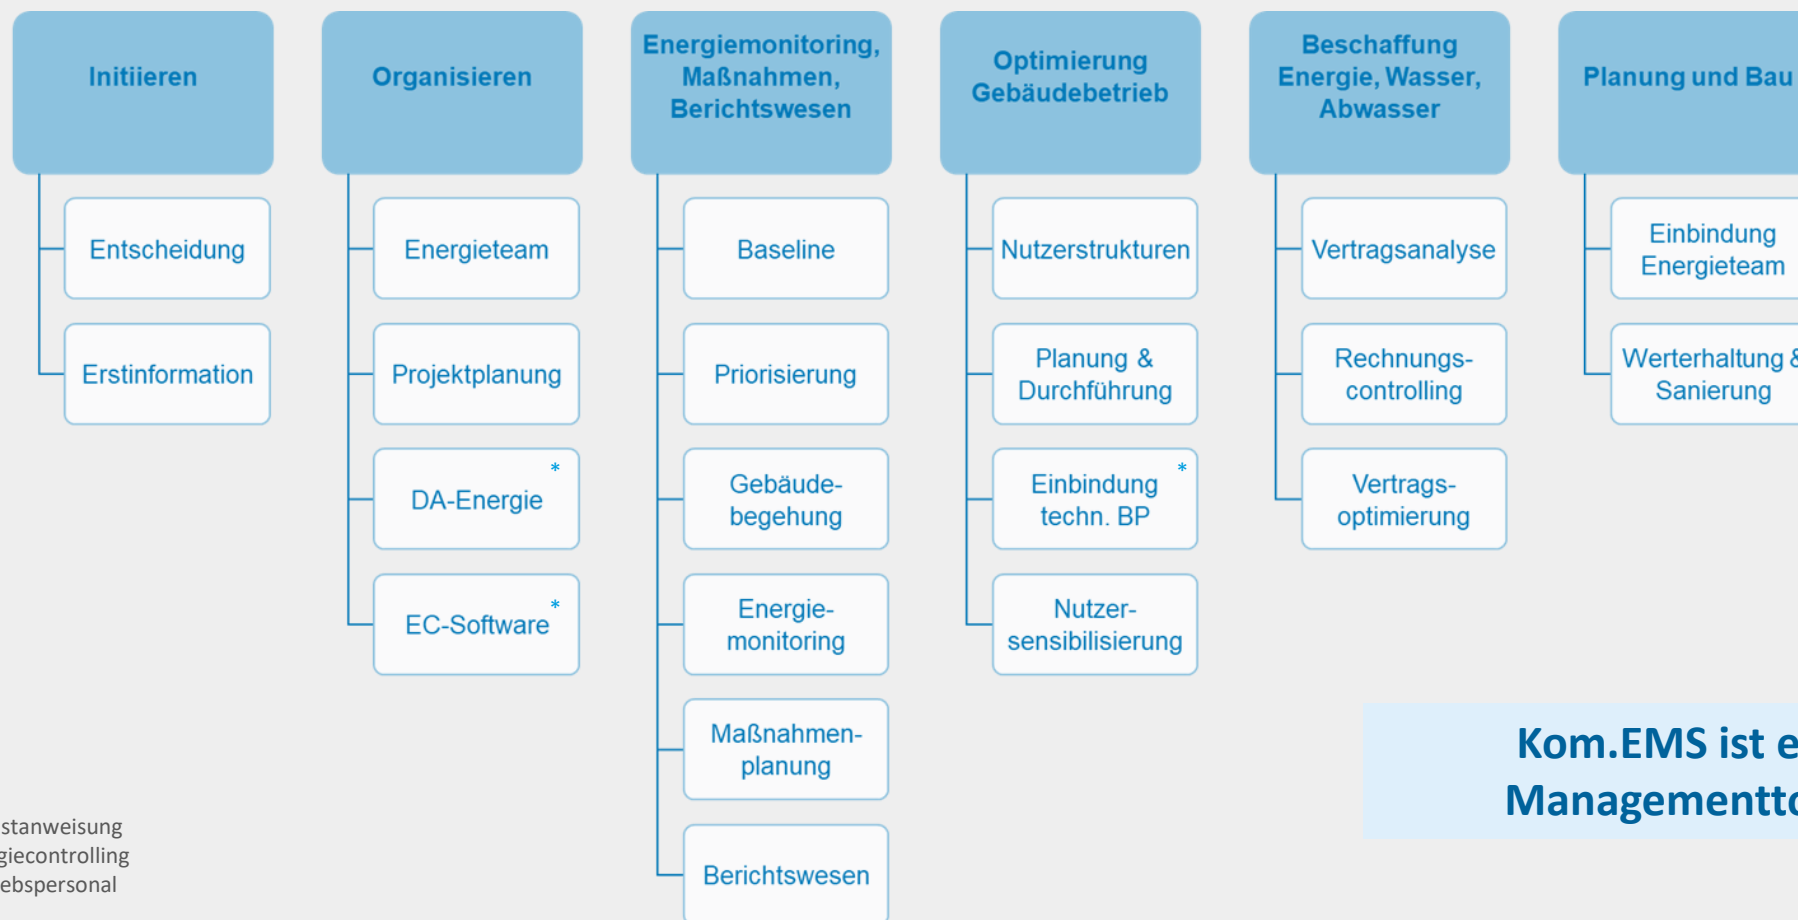 Initiieren
Entscheidung
Erstinformation
Organisieren
Energieteam
Projektplanung
DA-Energie *
EC-Software *
Energiemonitoring,
Maßnahmen,
Berichtswesen
Baseline
Priorisierung
Gebäude-
begehung
Energie-
monitoring
Maßnahmen-
planung
Berichtswesen
Optimierung
Gebäudebetrieb
Nutzerstrukturen
Planung &
Durchführung
Einbindung *
techn. BP
Nutzer-
sensibilisierung
Beschaffung
Energie, Wasser,
Abwasser
Vertragsanalyse
Rechnungs-
controlling
Vertrags-
optimierung
Planung und Bau
Einbindung
Energieteam
Werterhaltung &
Sanierung
Kom.EMS ist e
Managementto
stanweisung
giecontrolling
ebspersonal